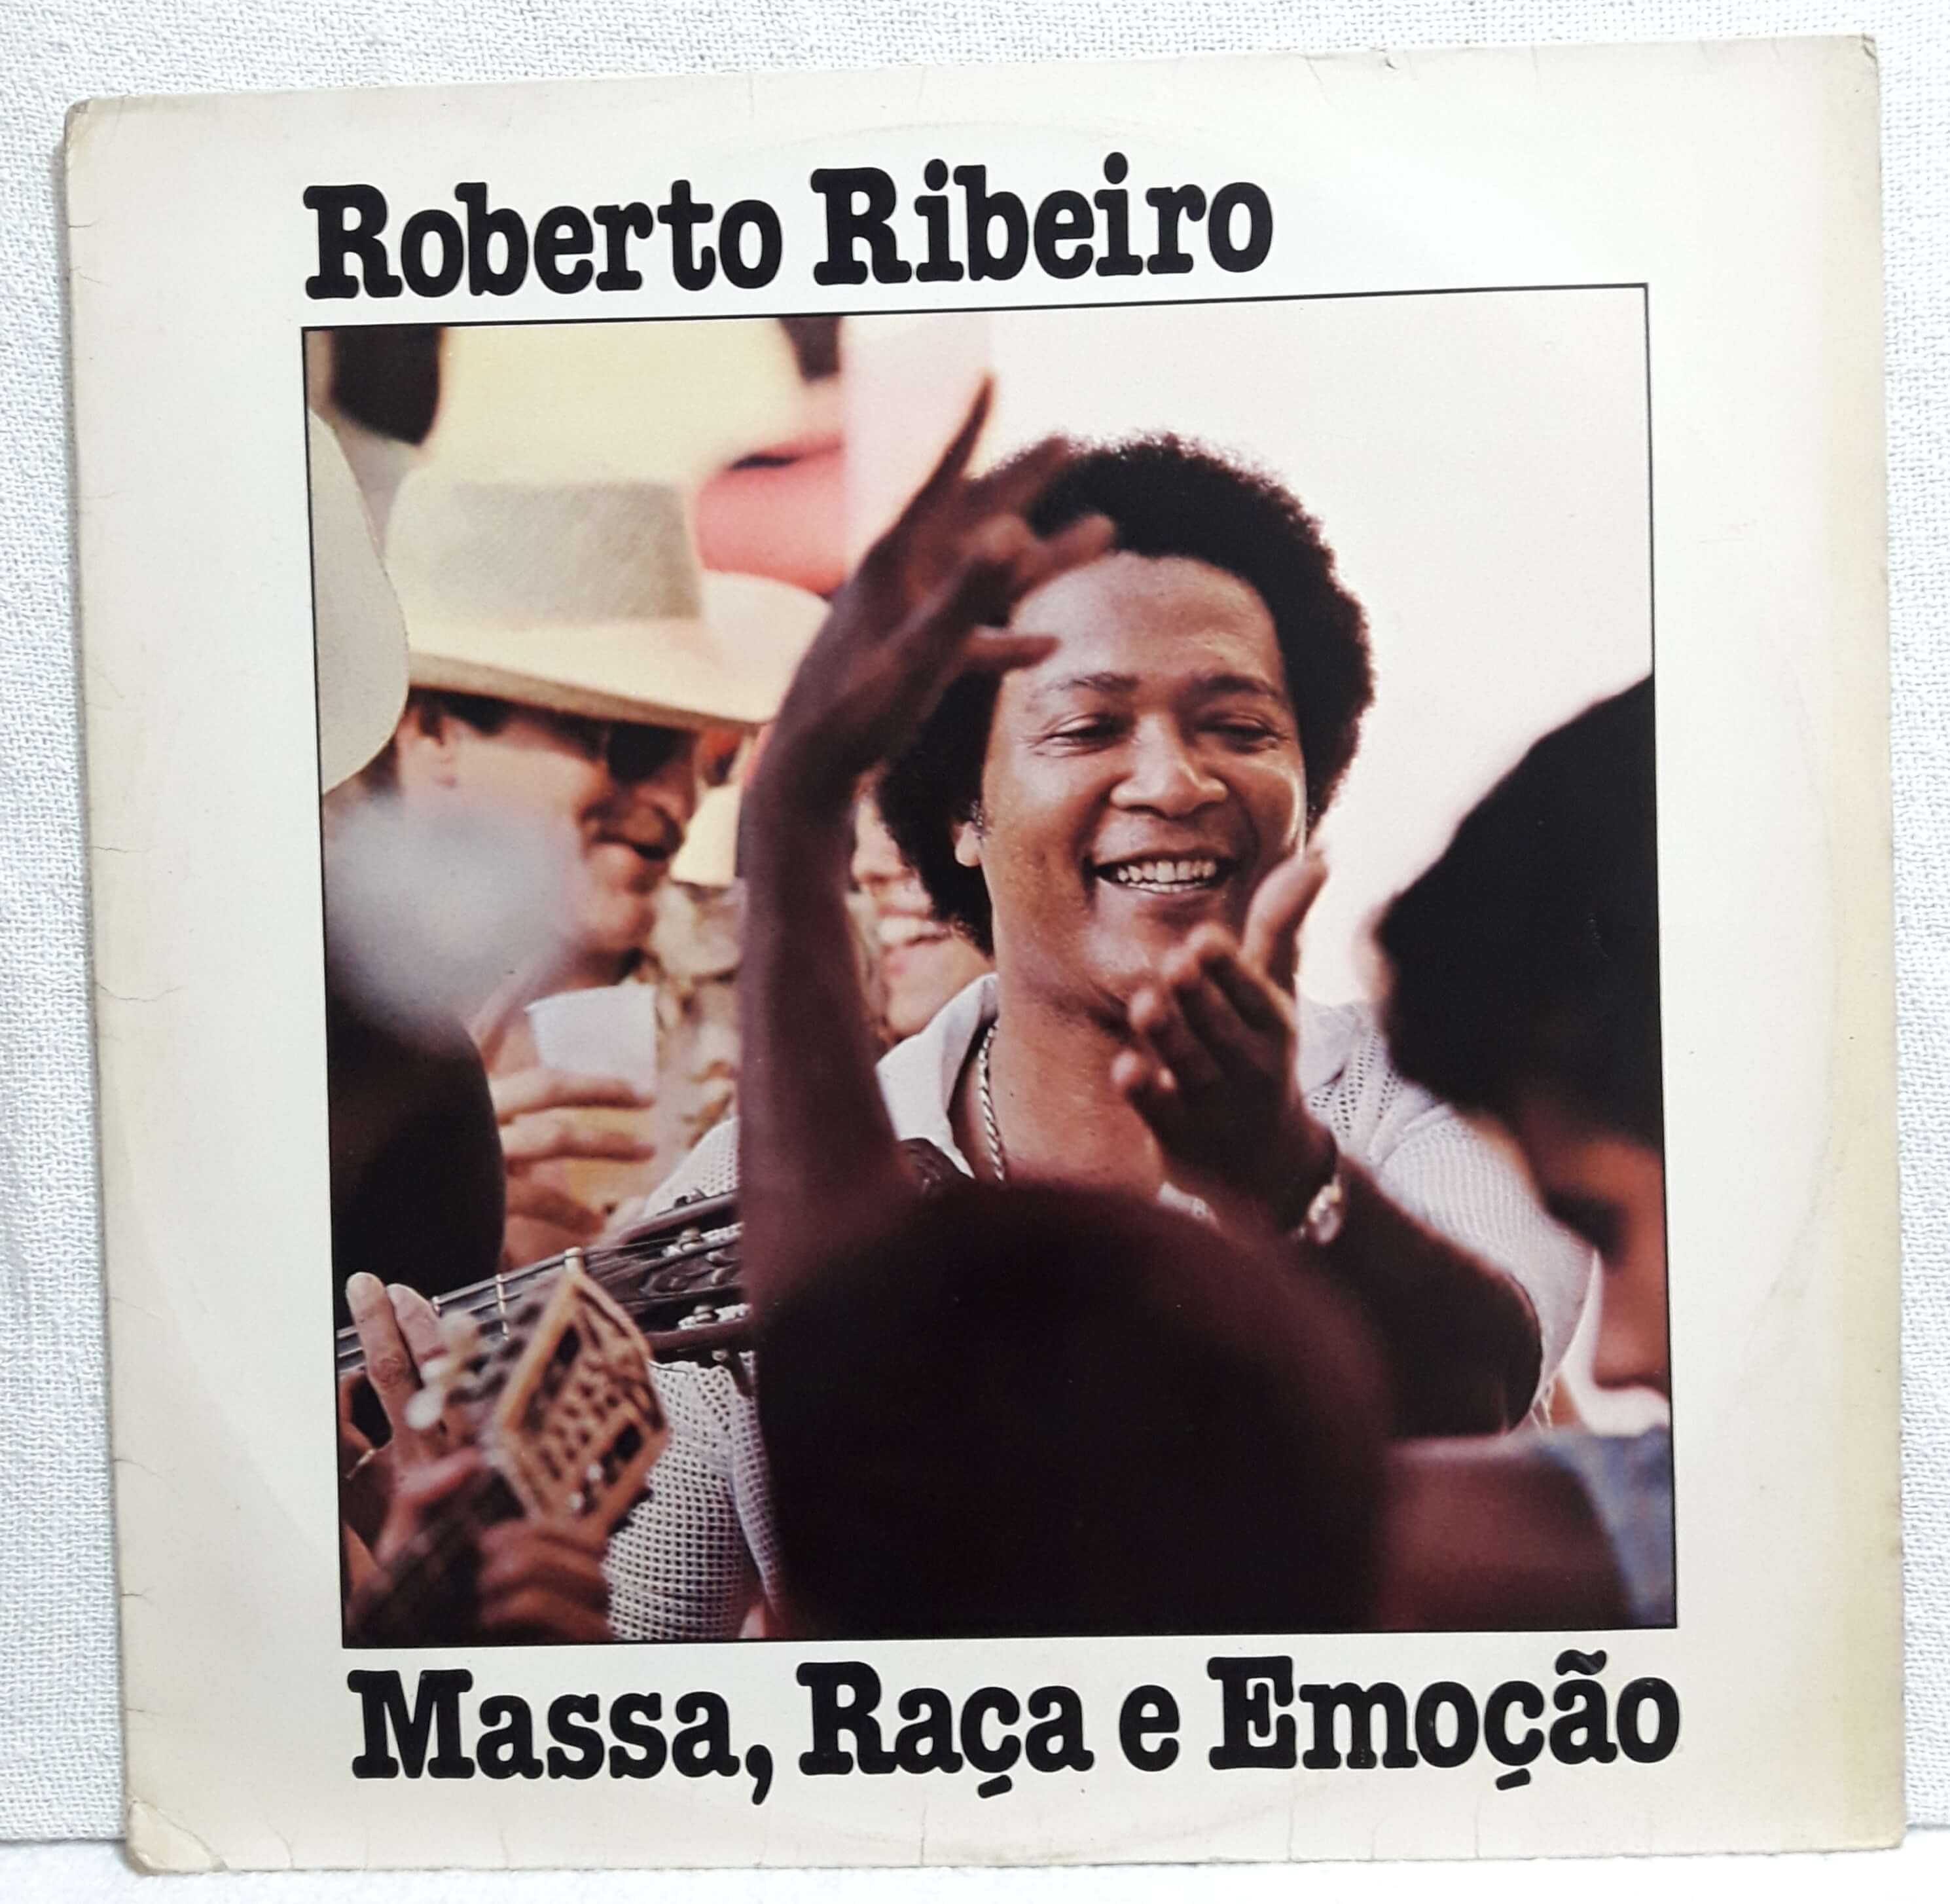 Roberto Ribeiro
Massa, Raça e Emoção